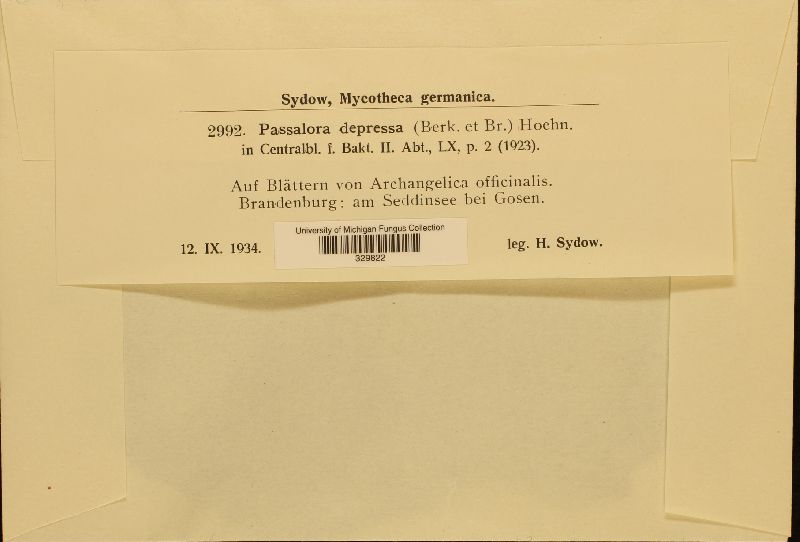 Sydow, Mycotheca germanica.
2992. Passalora depressa (Berk. et Br.) Hoehn.
in Centralbl. f. Bakt. II. Abt., LX, p. 2 (1923).
Auf Blättern von Archangelica officinalis.
Brandenburg: am Seddinsee bei Gosen.
12. IX. 1934.
University of Michigan Fungus Collection
329822
leg. H. Sydow.